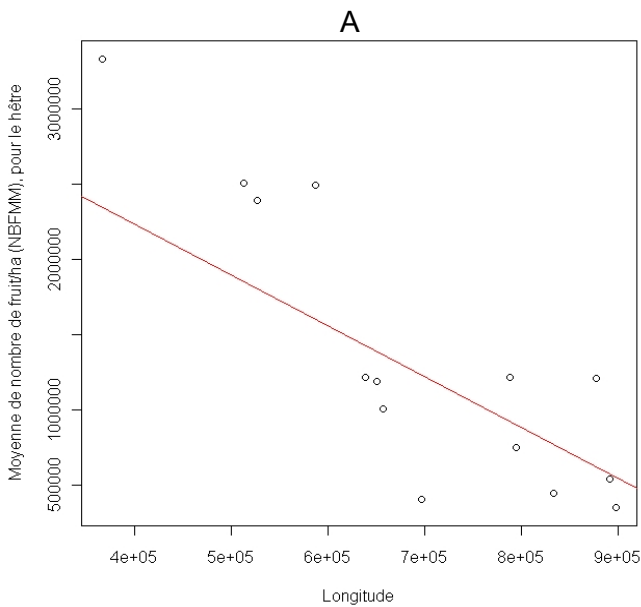 A
Moyenne de nombre de fruit/ha (NBFMM), pour le hêtre
3000000
2000000
1000000
500000
4e+05 5e+05 6e+05 7e+05 8e+05 9e+05
Longitude